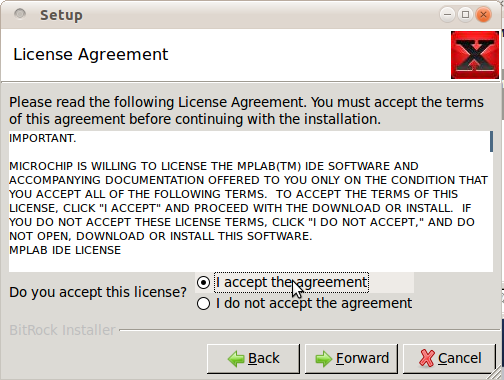 Setup
License Agreement
X
Please read the following License Agreement. You must accept the terms
of this agreement before continuing with the installation.
IMPORTANT.
MICROCHIP IS WILLING TO LICENSE THE MPLAB(TM) IDE SOFTWARE AND
ACCOMPANYING DOCUMENTATION OFFERED TO YOU ONLY ON THE CONDITION THAT
YOU ACCEPT ALL OF THE FOLLOWING TERMS.  TO ACCEPT THE TERMS OF THIS
LICENSE, CLICK "I ACCEPT" AND PROCEED WITH THE DOWNLOAD OR INSTALL.  IF
YOU DO NOT ACCEPT THESE LICENSE TERMS, CLICK "I DO NOT ACCEPT," AND DO
NOT OPEN, DOWNLOAD OR INSTALL THIS SOFTWARE.
MPLAB IDE LICENSE
Do you accept this license?
I accept the agreement
I do not accept the agreement
BitRock Installer
Back Forward Cancel